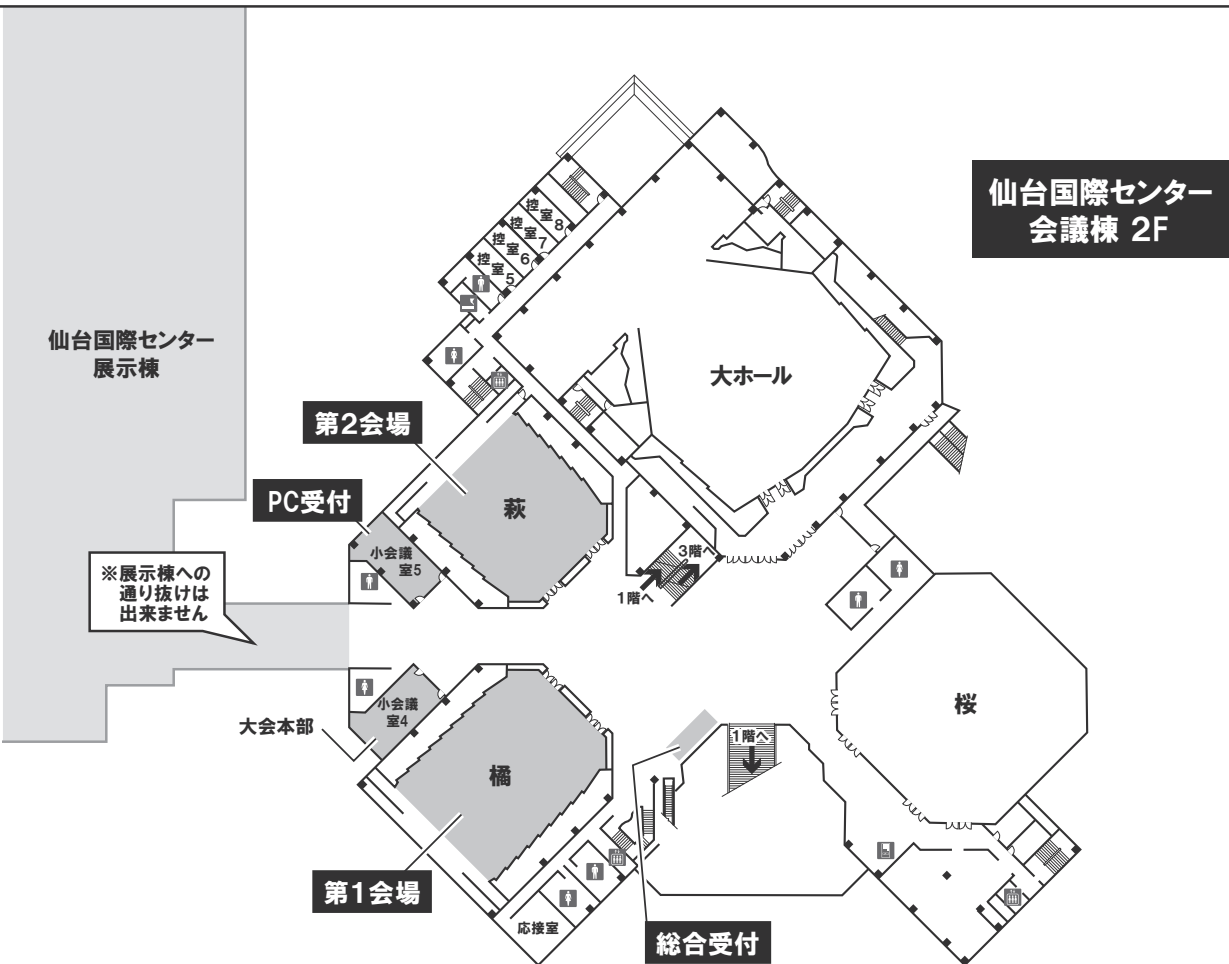 仙台国際センター
会議棟 2F
控室8
控室7
控室6
控室5
仙台国際センター
展示棟
大ホール
第2会場
萩
PC受付
小会議
室5
3階へ
1階へ
※展示棟への
通り抜けは
出来ません
小会議
室4
大会本部
桜
1階へ
橘
第1会場
応接室
総合受付